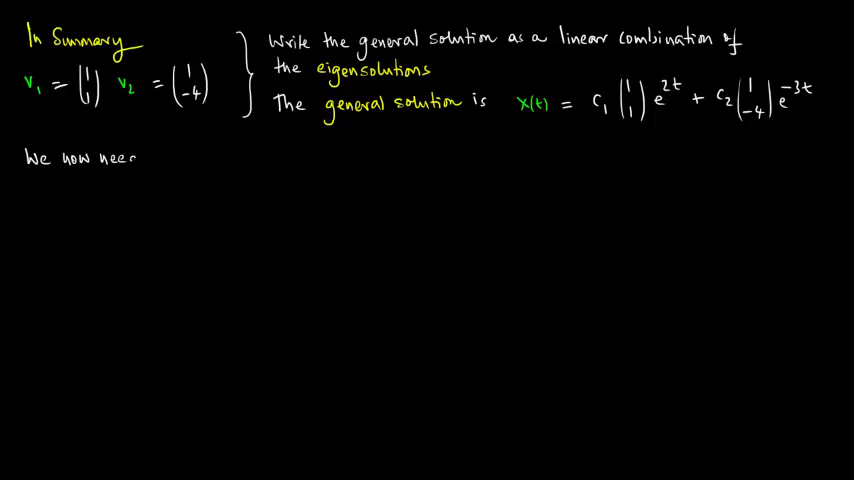 In Summary
v₁ = (1 1) v₂ = (1 -4)
Write the general solution as a linear combination of
the eigensolutions
The general solution is x(t) = c₁ (1 1) e^2t + c₂ (1 -4) e^-3t
We now need